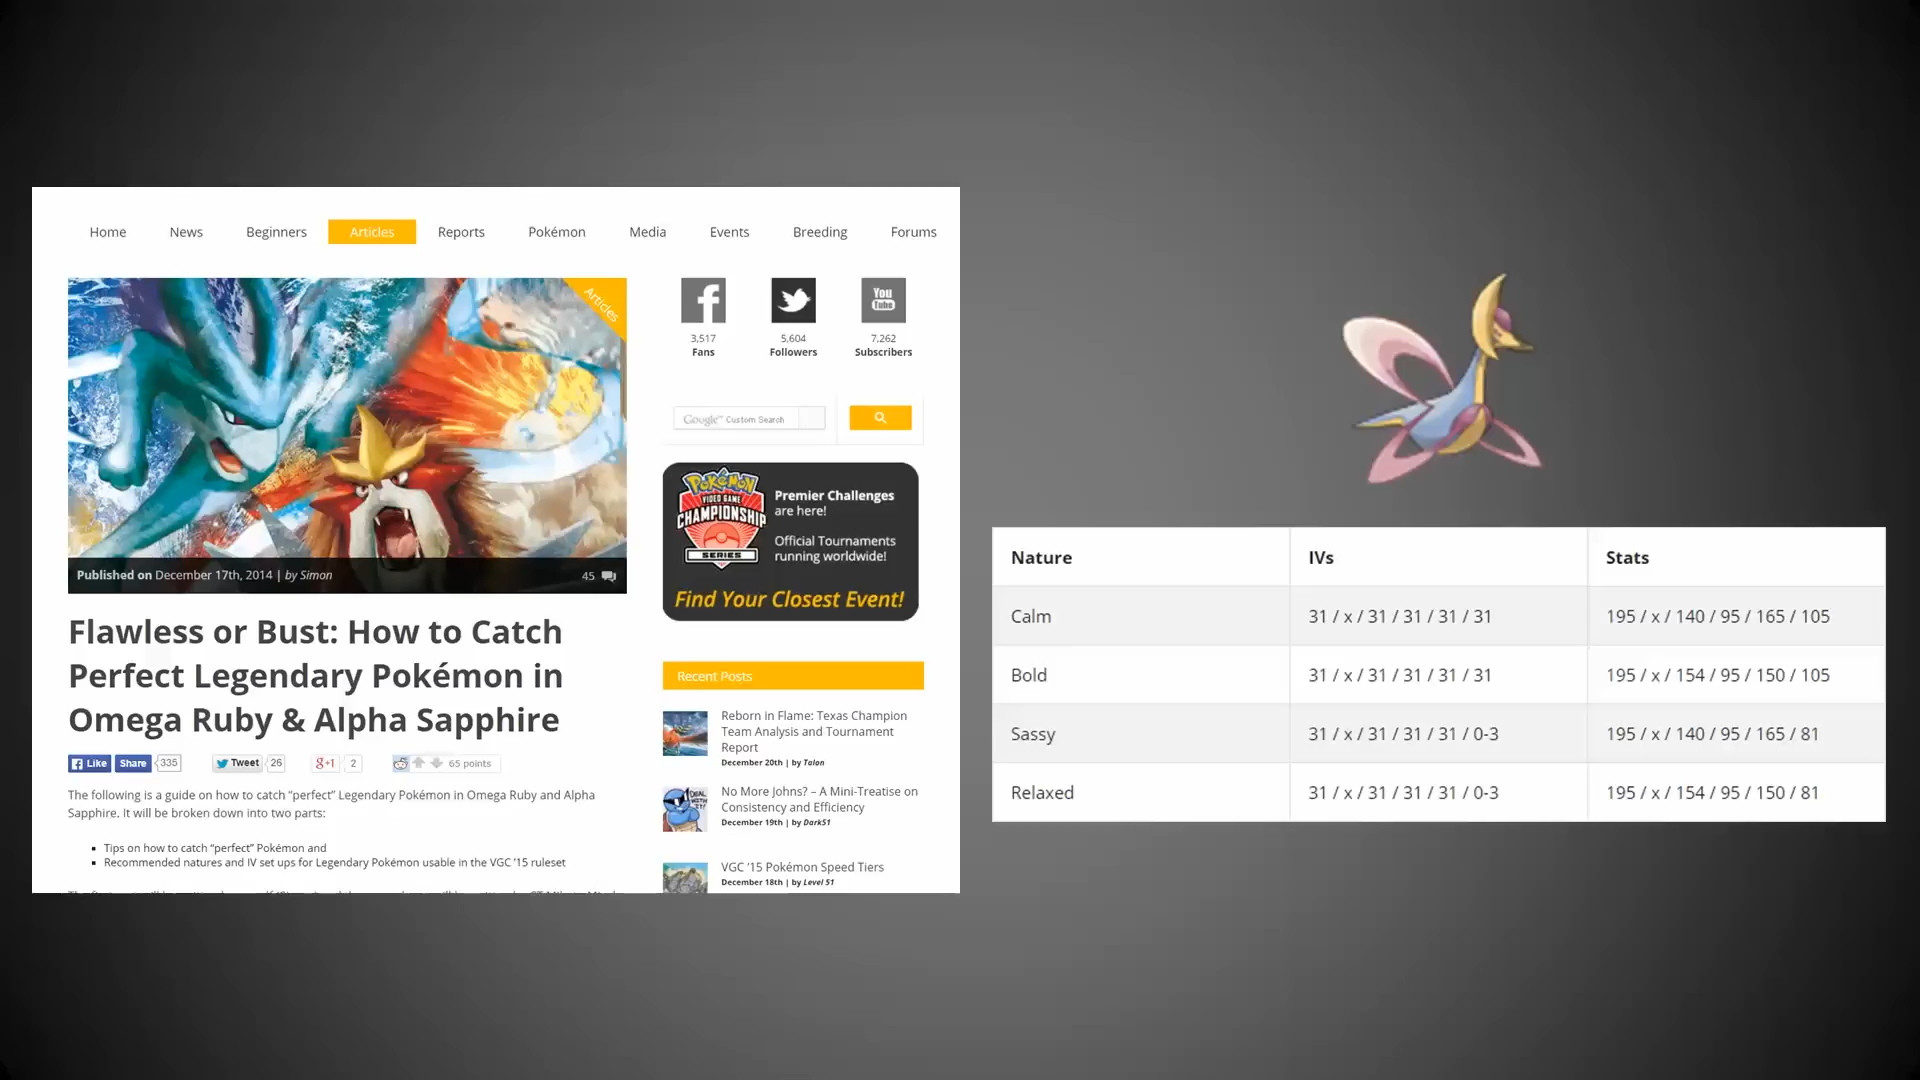 Home News Beginners Articles Reports Pokémon Media Events Breeding Forums
Articles
Published on December 17th, 2014 | by Simon 45
Flawless or Bust: How to Catch
Perfect Legendary Pokémon in
Omega Ruby & Alpha Sapphire
Like Share 335 Tweet 26 g+1 2 65 points
The following is a guide on how to catch “perfect” Legendary Pokémon in Omega Ruby and Alpha
Sapphire. It will be broken down into two parts:
Tips on how to catch “perfect” Pokémon and
Recommended natures and IV set ups for Legendary Pokémon usable in the VGC ’15 ruleset
You
Tube
3,517 5,604 7,262
Fans Followers Subscribers
Google™ Custom Search
POKéMON
VIDEO GAME
CHAMPIONSHIP
SERIES
Premier Challenges
are here!
Official Tournaments
running worldwide!
Find Your Closest Event!
Recent Posts
Reborn in Flame: Texas Champion
Team Analysis and Tournament
Report
December 20th | by Talon
No More Johns? – A Mini-Treatise on
Consistency and Efficiency
December 19th | by Dark51
VGC ’15 Pokémon Speed Tiers
December 18th | by Level 51
Nature IVs Stats
Calm 31 / x / 31 / 31 / 31 / 31 195 / x / 140 / 95 / 165 / 105
Bold 31 / x / 31 / 31 / 31 / 31 195 / x / 154 / 95 / 150 / 105
Sassy 31 / x / 31 / 31 / 31 / 0-3 195 / x / 140 / 95 / 165 / 81
Relaxed 31 / x / 31 / 31 / 31 / 0-3 195 / x / 154 / 95 / 150 / 81